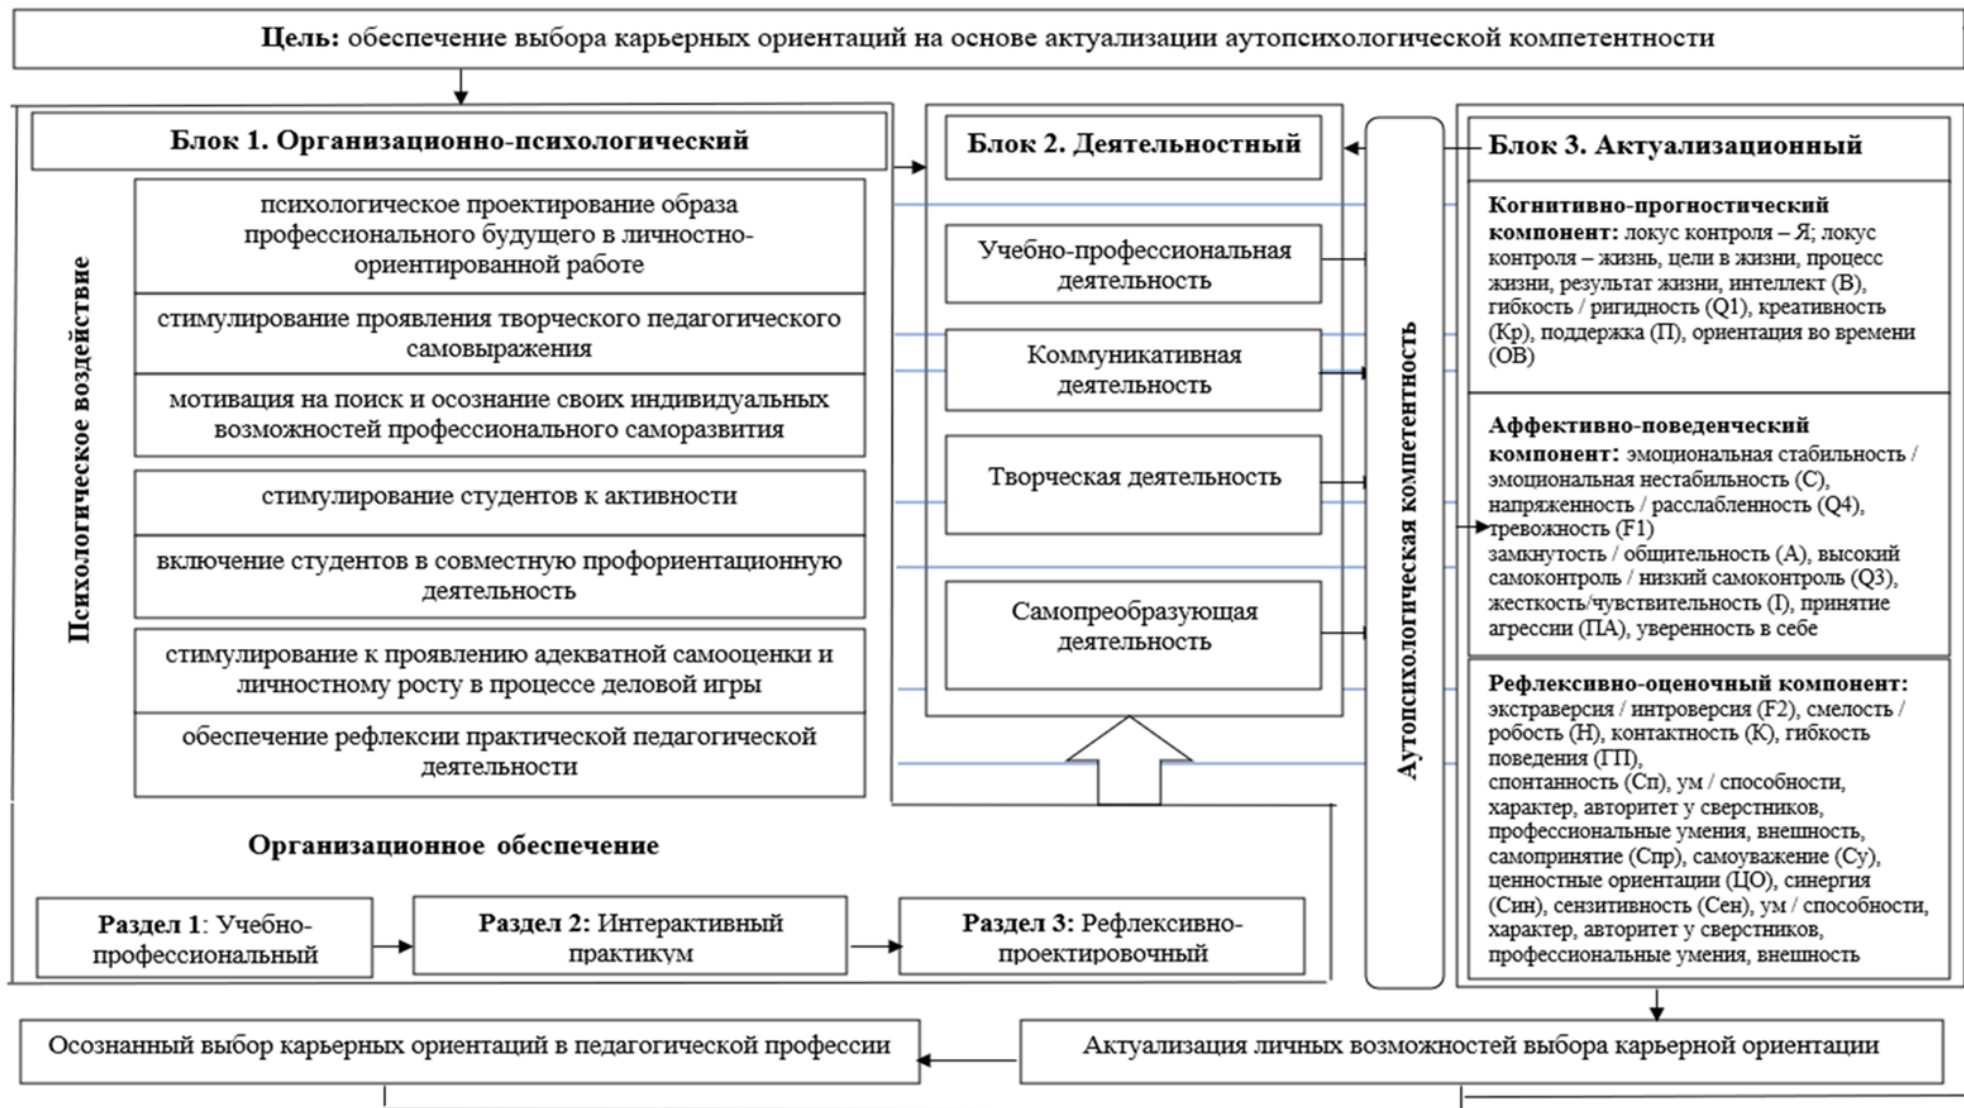 Цель: обеспечение выбора карьерных ориентаций на основе актуализации аутопсихологической компетентности
Блок 1. Организационно-психологический
Психологическое воздействие
психологическое проектирование образа
профессионального будущего в личностно-
ориентированной работе
стимулирование проявления творческого педагогического
самовыражения
мотивация на поиск и осознание своих индивидуальных
возможностей профессионального саморазвития
стимулирование студентов к активности
включение студентов в совместную профориентационную
деятельность
стимулирование к проявлению адекватной самооценки и
личностному росту в процессе деловой игры
обеспечение рефлексии практической педагогической
деятельности
Организационное обеспечение
Раздел 1: Учебно-
профессиональный
Раздел 2: Интерактивный
практикум
Раздел 3: Рефлексивно-
проектировочный
Блок 2. Деятельностный
Учебно-профессиональная
деятельность
Коммуникативная
деятельность
Творческая деятельность
Самопреобразующая
деятельность
Аутопсихологическая компетентность
Блок 3. Актуализационный
Когнитивно-прогностический
компонент: локус контроля – Я; локус
контроля – жизнь, цели в жизни, процесс
жизни, результат жизни, интеллект (В),
гибкость / ригидность (Q1), креативность
(Кр), поддержка (П), ориентация во времени
(ОВ)
Аффективно-поведенческий
компонент: эмоциональная стабильность /
эмоциональная нестабильность (С),
напряженность / расслабленность (Q4),
тревожность (F1)
замкнутость / общительность (А), высокий
самоконтроль / низкий самоконтроль (Q3),
жесткость/чувствительность (I), принятие
агрессии (ПА), уверенность в себе
Рефлексивно-оценочный компонент:
экстраверсия / интроверсия (F2), смелость /
робость (Н), контактность (К), гибкость
поведения (ГП),
спонтанность (Сп), ум / способности,
характер, авторитет у сверстников,
профессиональные умения, внешность,
самопринятие (Спр), самоуважение (Су),
ценностные ориентации (ЦО), синергия
(Син), сензитивность (Сен), ум / способности,
характер, авторитет у сверстников,
профессиональные умения, внешность
Осознанный выбор карьерных ориентаций в педагогической профессии
Актуализация личных возможностей выбора карьерной ориентации